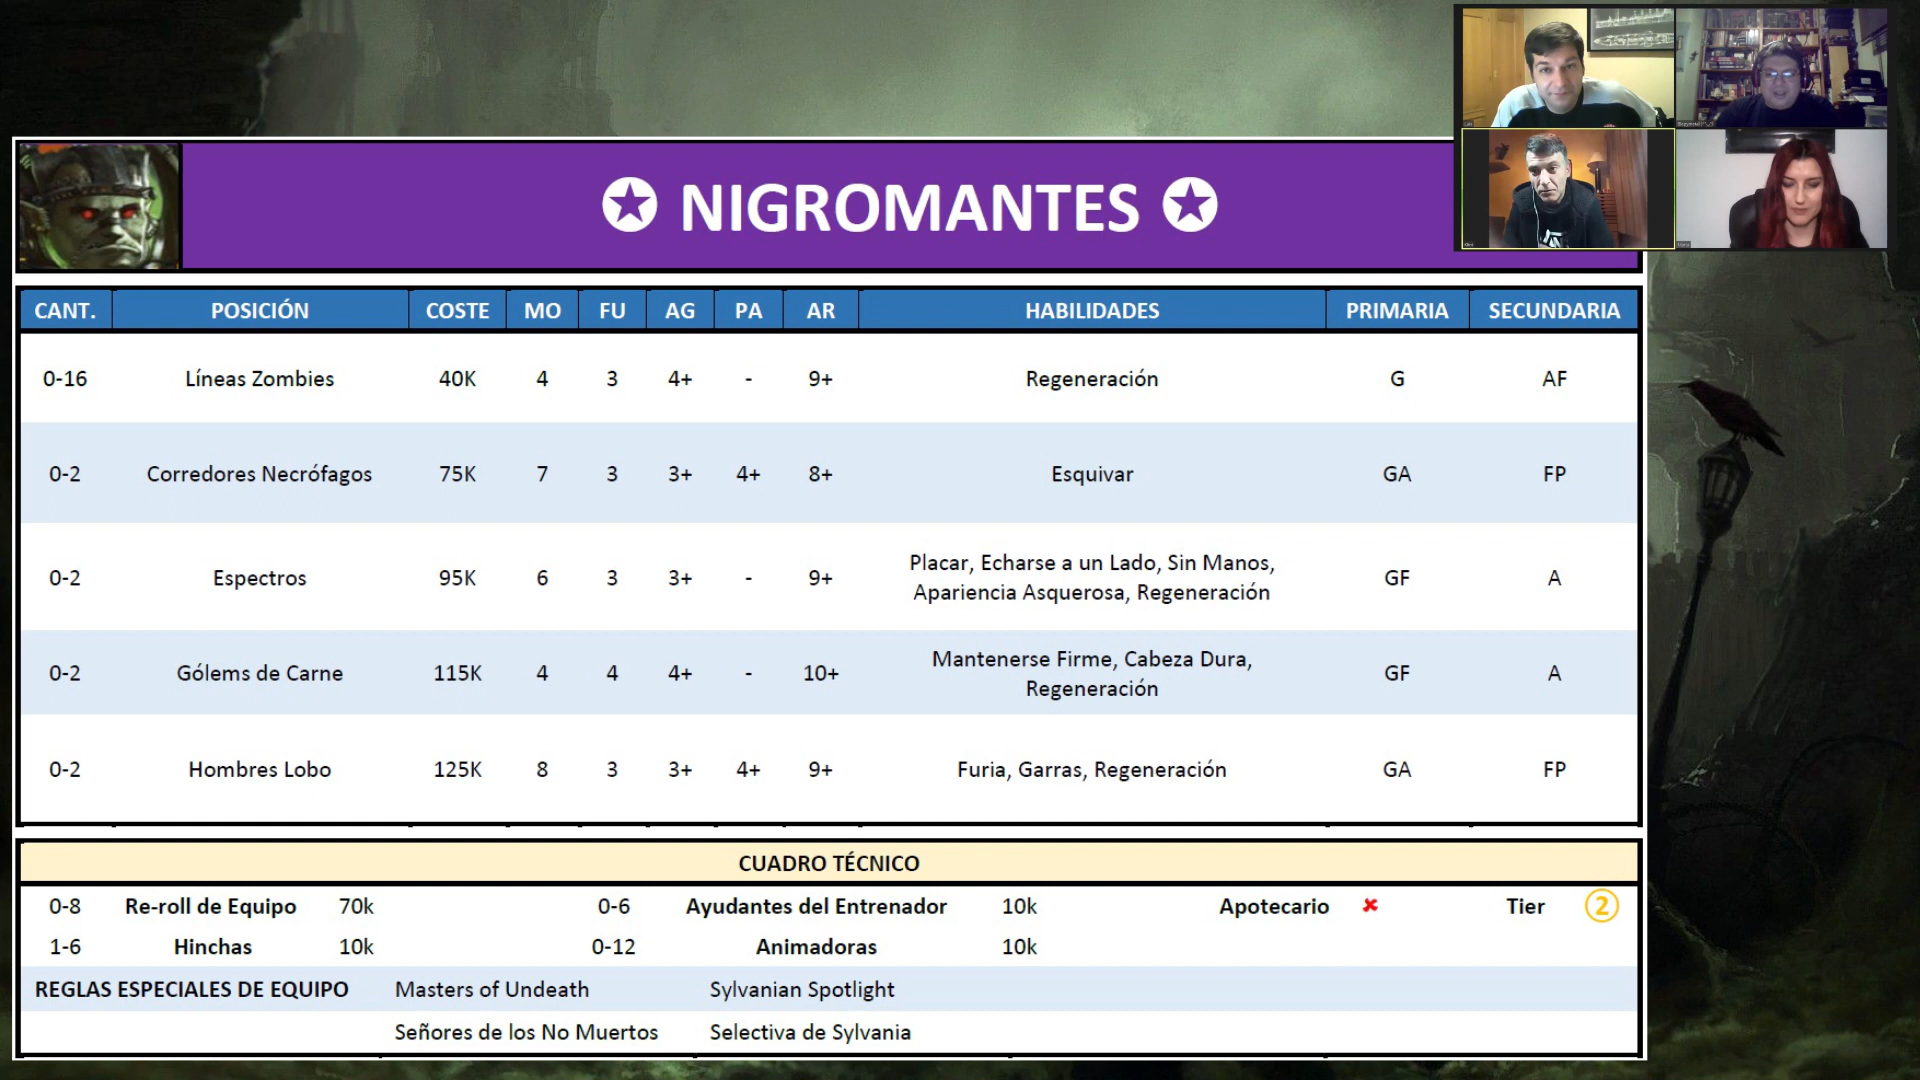 ✪ NIGROMANTES ✪
CANT. POSICIÓN COSTE MO FU AG PA AR HABILIDADES PRIMARIA SECUNDARIA
0-16 Líneas Zombies 40K 4 3 4+ - 9+ Regeneración G AF
0-2 Corredores Necrófagos 75K 7 3 3+ 4+ 8+ Esquivar GA FP
0-2 Espectros 95K 6 3 3+ - 9+ Placar, Echarse a un Lado, Sin Manos,
Apariencia Asquerosa, Regeneración GF A
0-2 Gólems de Carne 115K 4 4 4+ - 10+ Mantenerse Firme, Cabeza Dura,
Regeneración GF A
0-2 Hombres Lobo 125K 8 3 3+ 4+ 9+ Furia, Garras, Regeneración GA FP
CUADRO TÉCNICO
0-8 Re-roll de Equipo 70k 0-6 Ayudantes del Entrenador 10k Apotecario ✘ Tier ②
1-6 Hinchas 10k 0-12 Animadoras 10k
REGLAS ESPECIALES DE EQUIPO Masters of Undeath Sylvanian Spotlight
Señores de los No Muertos Selectiva de Sylvania